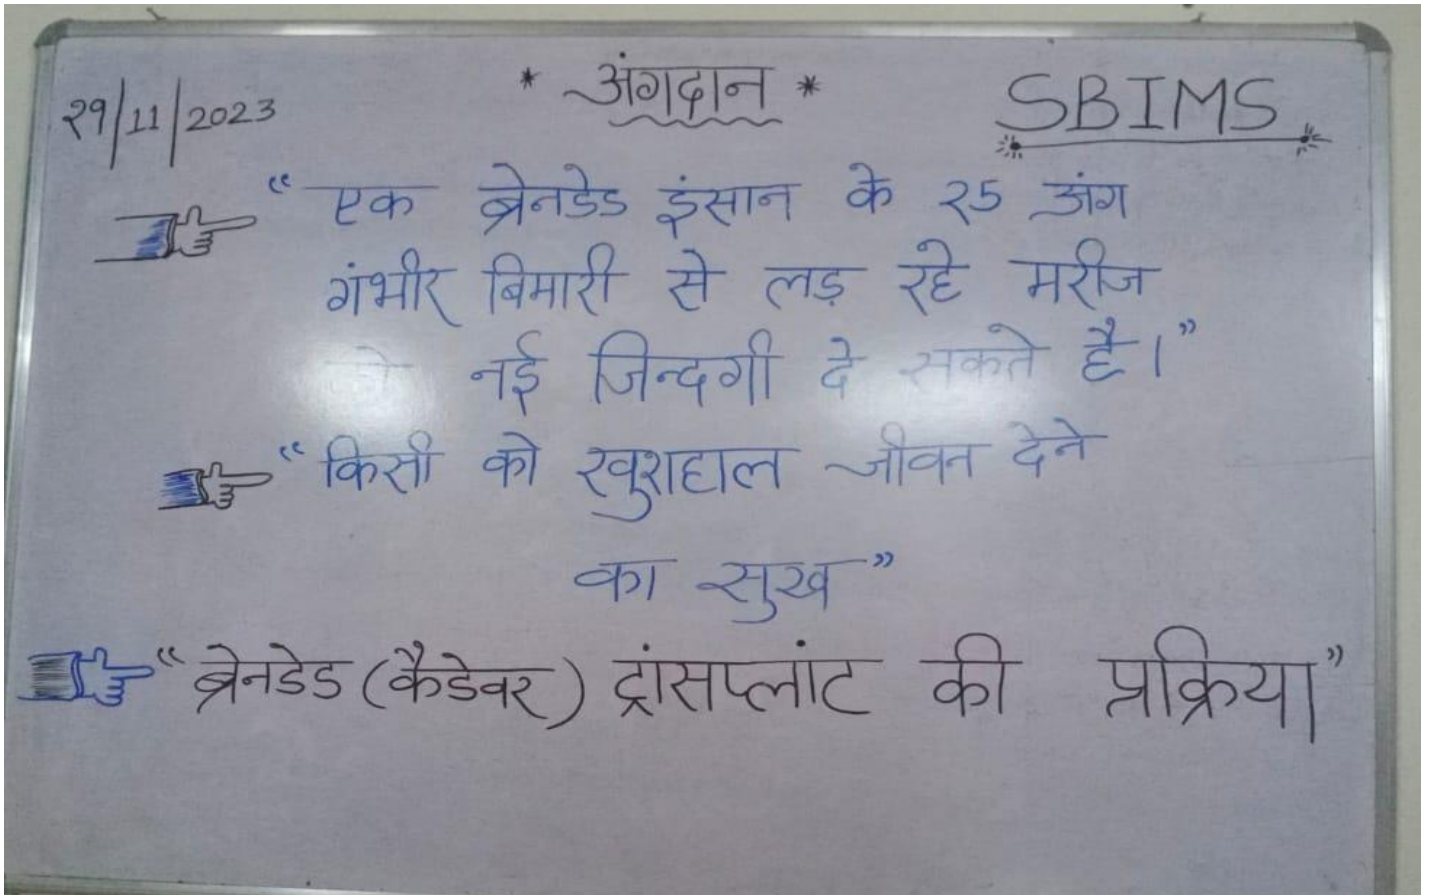 २९/11/2023
* अंगदान *
SBIMS
“ एक ब्रेनडेड इंसान के २५ अंग
गंभीर बिमारी से लड़ रहे मरीज
को नई जिन्दगी दे सकते है। ”
“ किसी को खुशहाल जीवन देने
का सुख ”
“ ब्रेनडेड (कैडेवर) ट्रांसप्लांट की प्रक्रिया ”